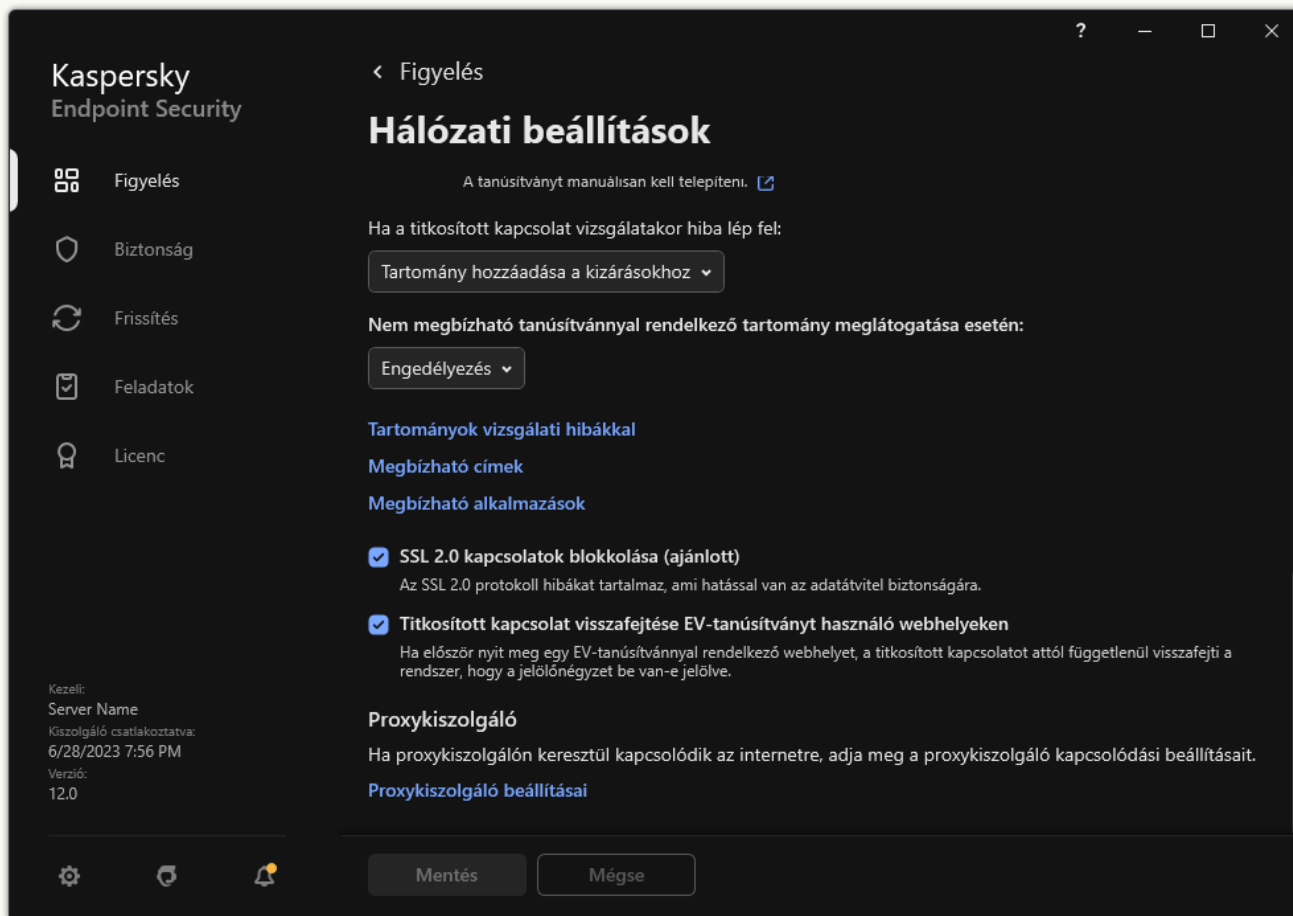 ?
Kaspersky
Endpoint Security
Figyelés
Biztonság
Frissítés
Feladatok
Licenc
Kezeli:
Server Name
Kiszolgáló csatlakoztatva:
6/28/2023 7:56 PM
Verzió:
12.0
Figyelés
Hálózati beállítások
A tanúsítványt manuálisan kell telepíteni.
Ha a titkosított kapcsolat vizsgálatakor hiba lép fel:
Tartomány hozzáadása a kizárásokhoz
Nem megbízható tanúsítvánnyal rendelkező tartomány meglátogatása esetén:
Engedélyezés
Tartományok vizsgálati hibákkal
Megbízható címek
Megbízható alkalmazások
SSL 2.0 kapcsolatok blokkolása (ajánlott)
Az SSL 2.0 protokoll hibákat tartalmaz, ami hatással van az adatátvitel biztonságára.
Titkosított kapcsolat visszafejtése EV-tanúsítványt használó webhelyeken
Ha először nyit meg egy EV-tanúsítvánnyal rendelkező webhelyet, a titkosított kapcsolatot attól függetlenül visszafejti a
rendszer, hogy a jelölőnégyzet be van-e jelölve.
Proxykiszolgáló
Ha proxykiszolgálón keresztül kapcsolódik az internetre, adja meg a proxykiszolgáló kapcsolódási beállításait.
Proxykiszolgáló beállításai
Mentés
Mégse